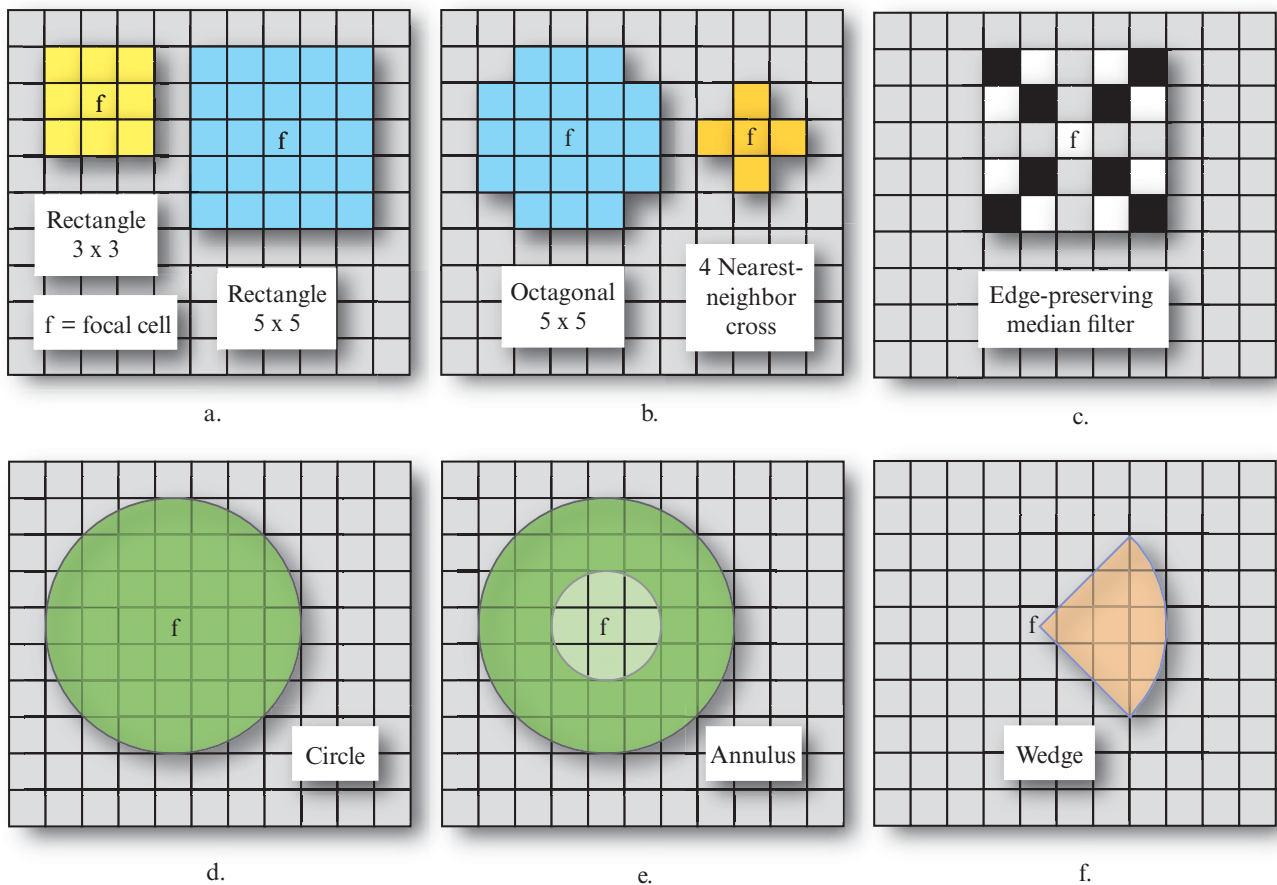 f
f
Rectangle
3 x 3
f = focal cell
Rectangle
5 x 5
a.
f
f
Octagonal
5 x 5
4 Nearest-
neighbor
cross
b.
f
Edge-preserving
median filter
c.
f
Circle
d.
f
Annulus
e.
f
Wedge
f.